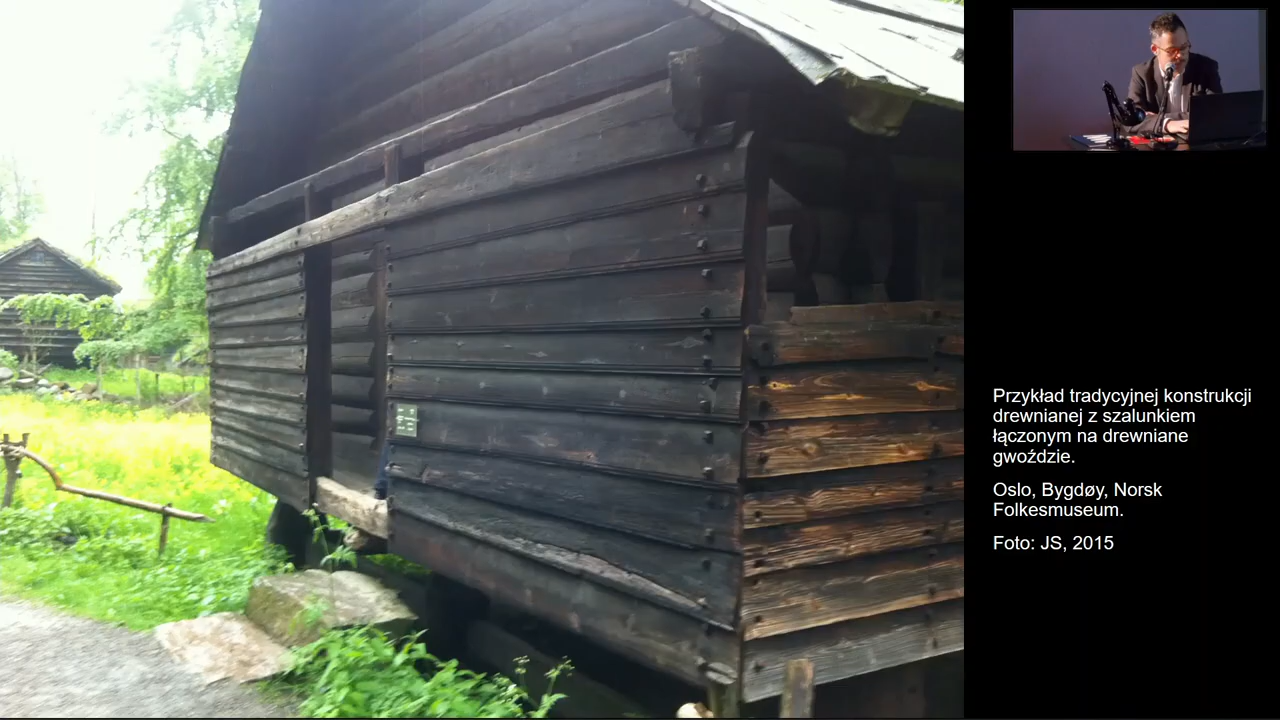 Przykład tradycyjnej konstrukcji
drewnianej z szalunkiem
łączonym na drewniane
gwoździe.
Oslo, Bygdøy, Norsk
Folkesmuseum.
Foto: JS, 2015